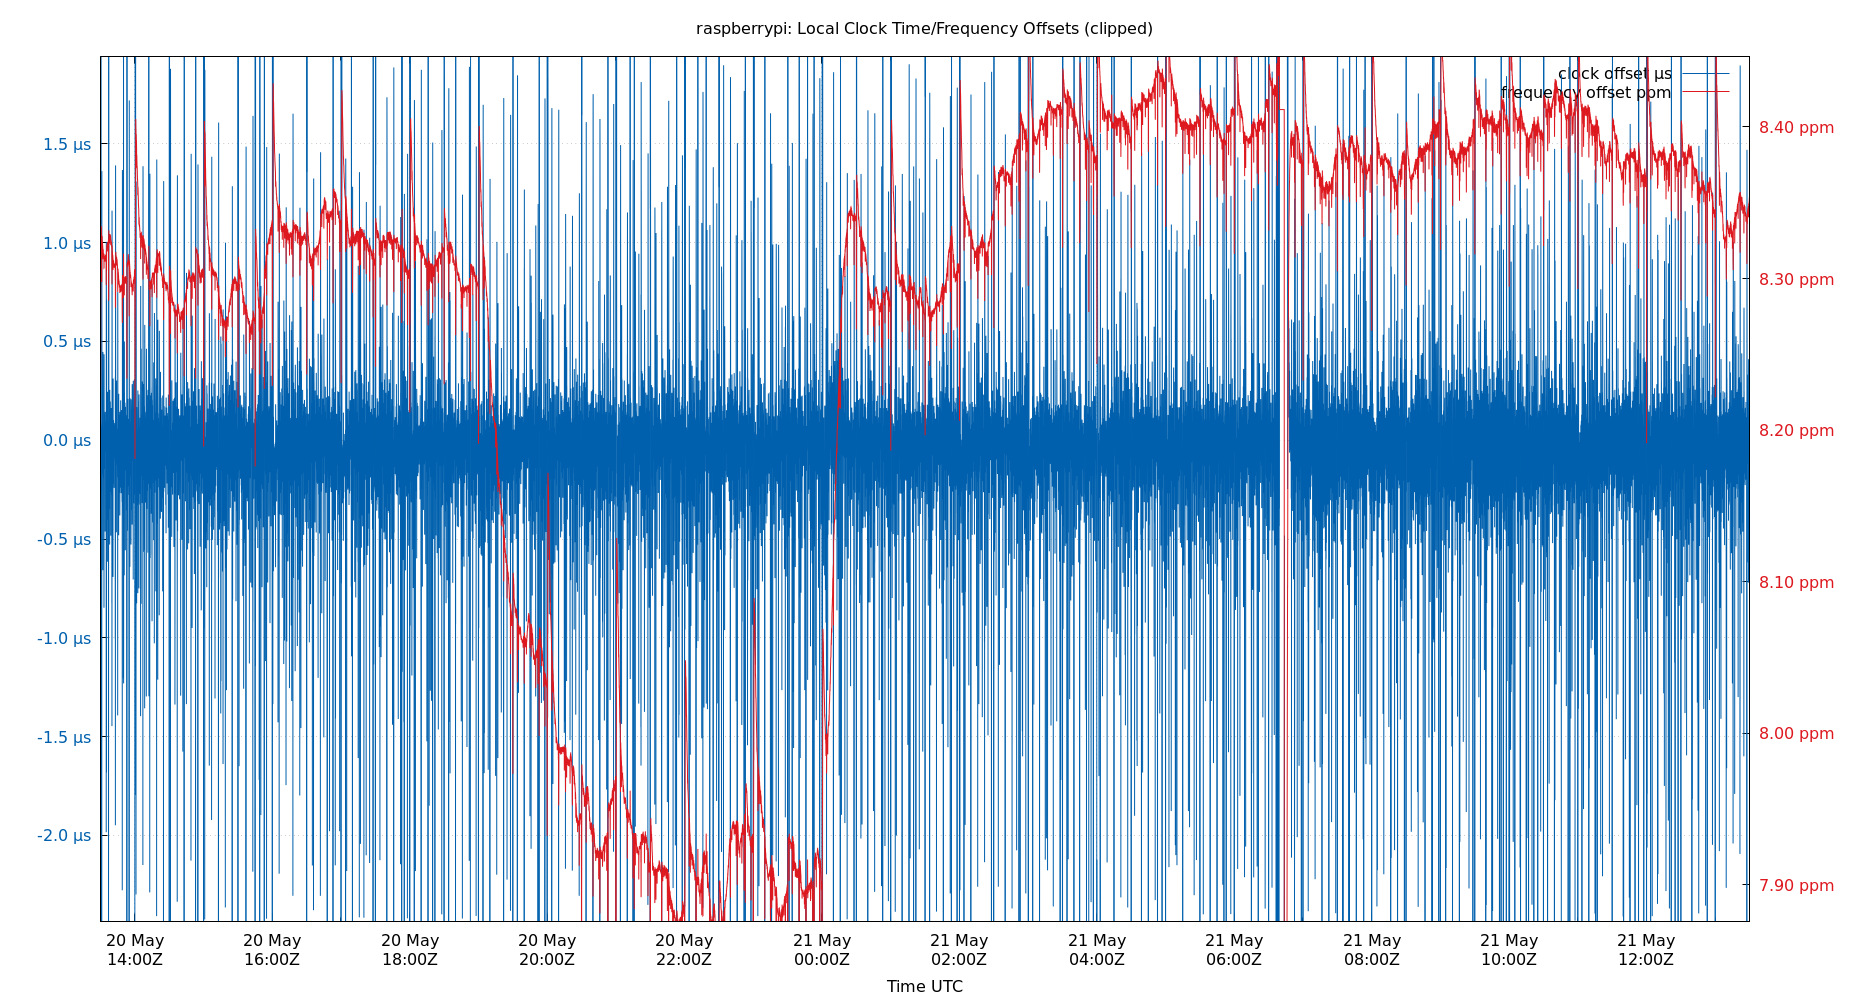 raspberrypi: Local Clock Time/Frequency Offsets (clipped)
clock offset µs
frequency offset ppm
1.5 µs
1.0 µs
0.5 µs
0.0 µs
-0.5 µs
-1.0 µs
-1.5 µs
-2.0 µs
8.40 ppm
8.30 ppm
8.20 ppm
8.10 ppm
8.00 ppm
7.90 ppm
20 May 20 May 20 May 20 May 20 May 21 May 21 May 21 May 21 May 21 May 21 May 21 May
14:00Z 16:00Z 18:00Z 20:00Z 22:00Z 00:00Z 02:00Z 04:00Z 06:00Z 08:00Z 10:00Z 12:00Z
Time UTC